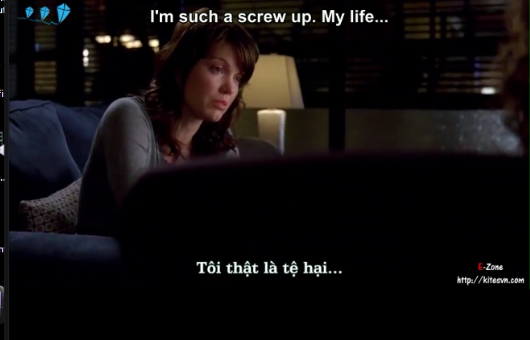 I'm such a screw up. My life...
Tôi thật là tệ hại...
E-Zone
http://kitesvn.com